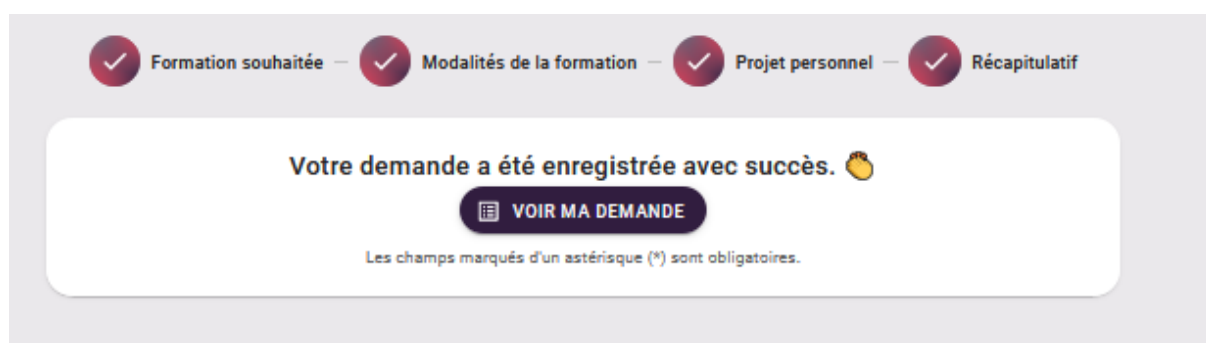 Formation souhaitée — Modalités de la formation — Projet personnel — Récapitulatif
Votre demande a été enregistrée avec succès. 👏
VOIR MA DEMANDE
Les champs marqués d'un astérisque (*) sont obligatoires.